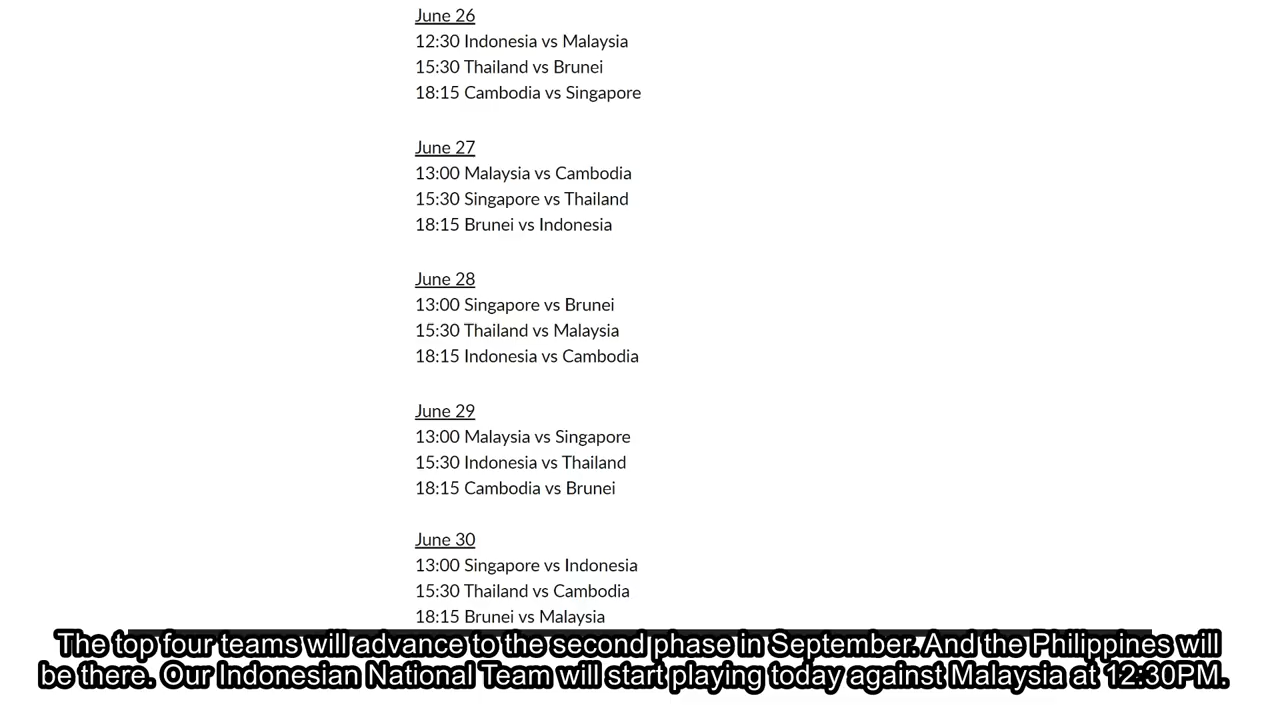 June 26
12:30 Indonesia vs Malaysia
15:30 Thailand vs Brunei
18:15 Cambodia vs Singapore
June 27
13:00 Malaysia vs Cambodia
15:30 Singapore vs Thailand
18:15 Brunei vs Indonesia
June 28
13:00 Singapore vs Brunei
15:30 Thailand vs Malaysia
18:15 Indonesia vs Cambodia
June 29
13:00 Malaysia vs Singapore
15:30 Indonesia vs Thailand
18:15 Cambodia vs Brunei
June 30
13:00 Singapore vs Indonesia
15:30 Thailand vs Cambodia
18:15 Brunei vs Malaysia
The top four teams will advance to the second phase in September. And the Philippines will
be there. Our Indonesian National Team will start playing today against Malaysia at 12:30PM.